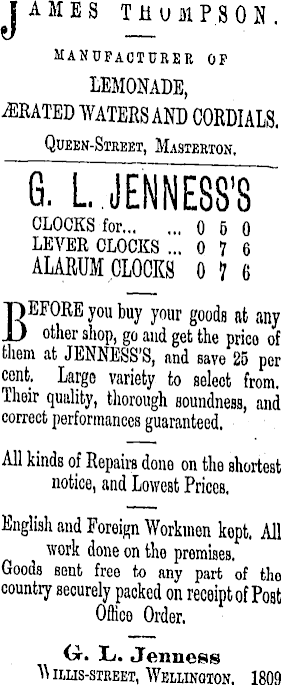 JAMES THOMPSON.
MANUFACTURER OF
LEMONADE,
ÆRATED WATERS AND CORDIALS.
QUEEN-STREET, MASTERTON.
G. L. JENNESS'S
CLOCKS for... ... 0 5 0
LEVER CLOCKS ... 0 7 6
ALARUM CLOCKS 0 7 6
BEFORE you buy your goods at any
other shop, go and get the price of
them at JENNESS'S, and save 25 per
cent. Large variety to select from.
Their quality, thorough soundness, and
correct performances guaranteed.
All kinds of Repairs done on the shortest
notice, and Lowest Prices.
English and Foreign Workmen kept. All
work done on the premises.
Goods sent free to any part of the
country securely packed on receipt of Post
Office Order.
G. L. Jenness
WILLIS-STREET, WELLINGTON. 1809